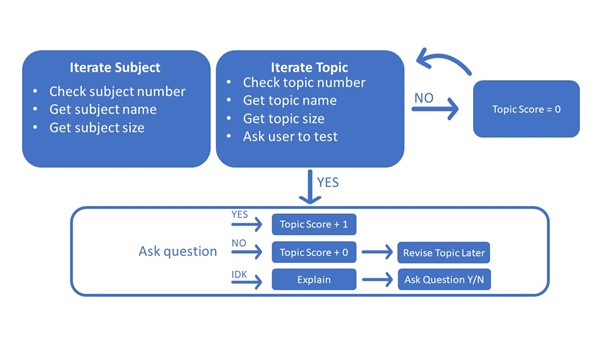 Iterate Subject
• Check subject number
• Get subject name
• Get subject size
Iterate Topic
• Check topic number
• Get topic name
• Get topic size
• Ask user to test
NO
Topic Score = 0
YES
Ask question
YES
Topic Score + 1
NO
Topic Score + 0
Revise Topic Later
IDK
Explain
Ask Question Y/N